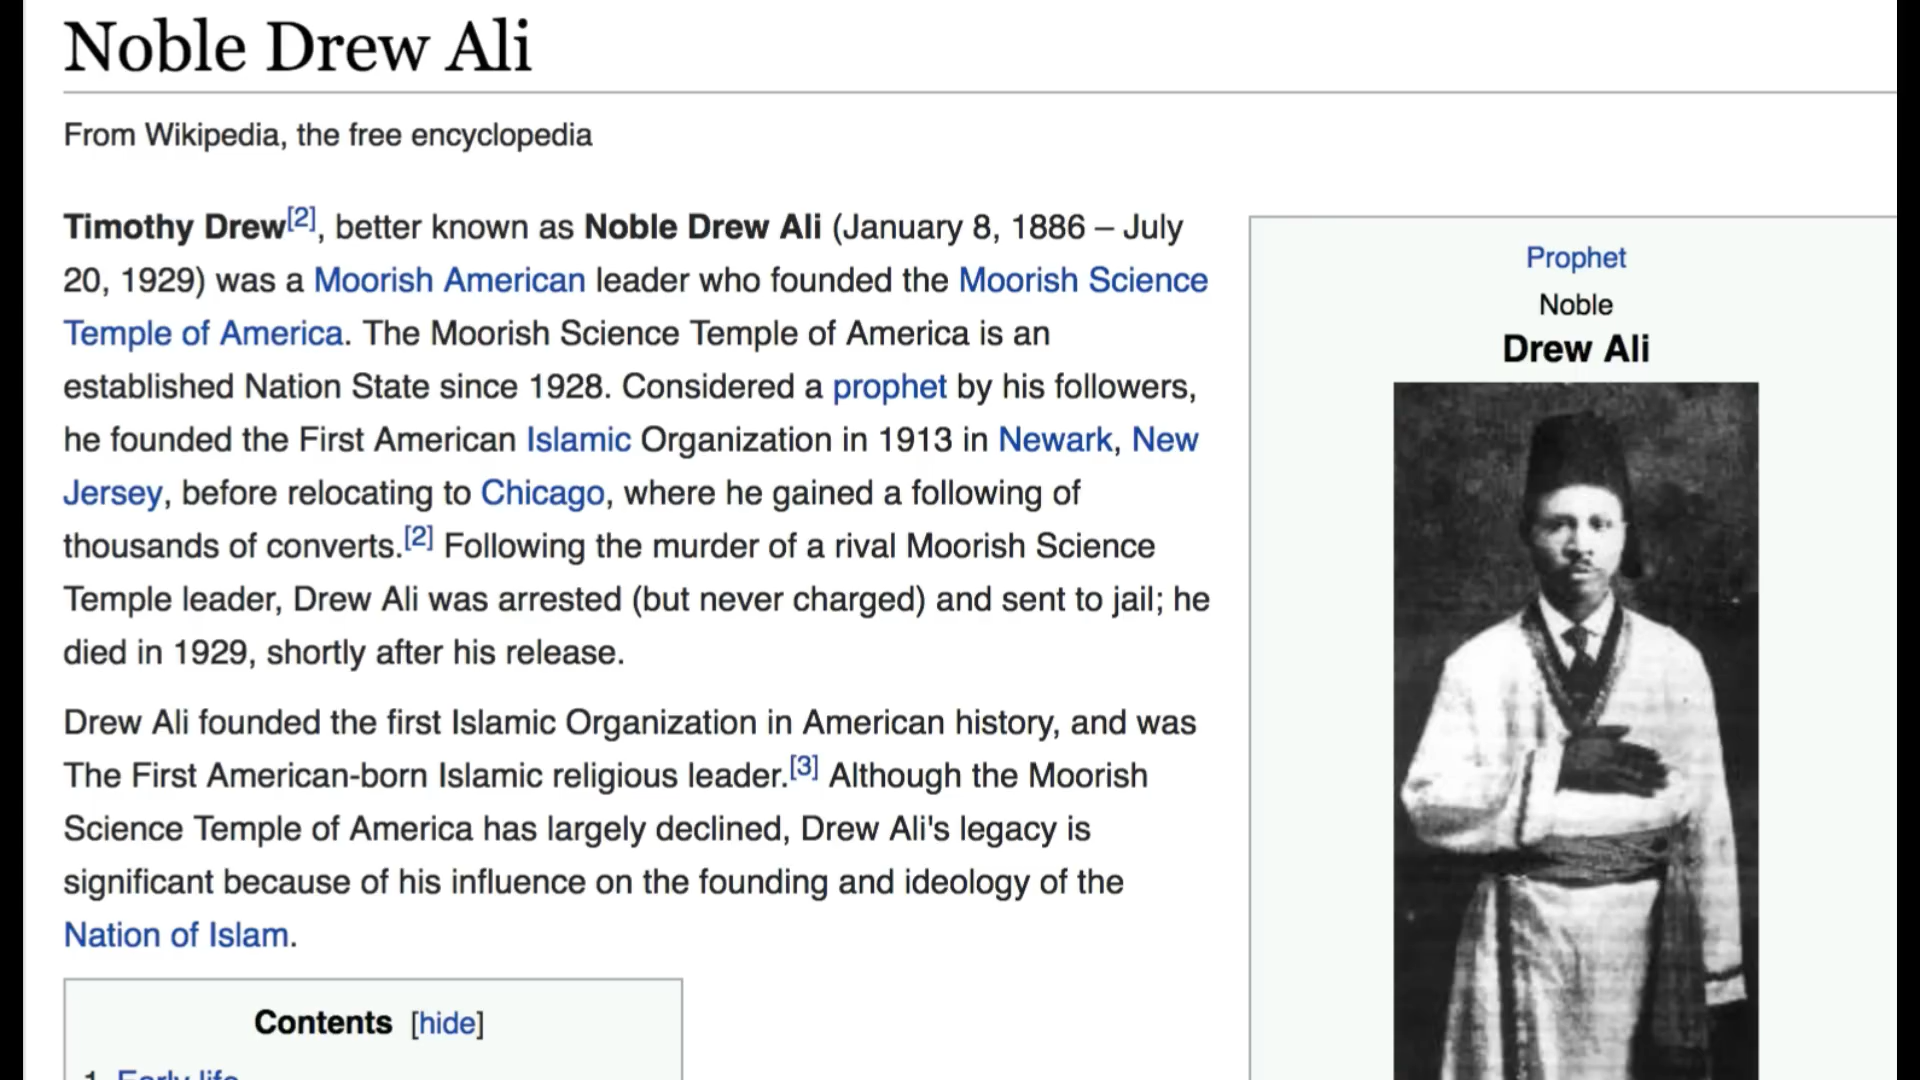 Noble Drew Ali
From Wikipedia, the free encyclopedia
Timothy Drew[2], better known as Noble Drew Ali (January 8, 1886 – July
20, 1929) was a Moorish American leader who founded the Moorish Science
Temple of America. The Moorish Science Temple of America is an
established Nation State since 1928. Considered a prophet by his followers,
he founded the First American Islamic Organization in 1913 in Newark, New
Jersey, before relocating to Chicago, where he gained a following of
thousands of converts.[2] Following the murder of a rival Moorish Science
Temple leader, Drew Ali was arrested (but never charged) and sent to jail; he
died in 1929, shortly after his release.
Drew Ali founded the first Islamic Organization in American history, and was
The First American-born Islamic religious leader.[3] Although the Moorish
Science Temple of America has largely declined, Drew Ali's legacy is
significant because of his influence on the founding and ideology of the
Nation of Islam.
Contents [hide]
1 Early life
Prophet
Noble
Drew Ali